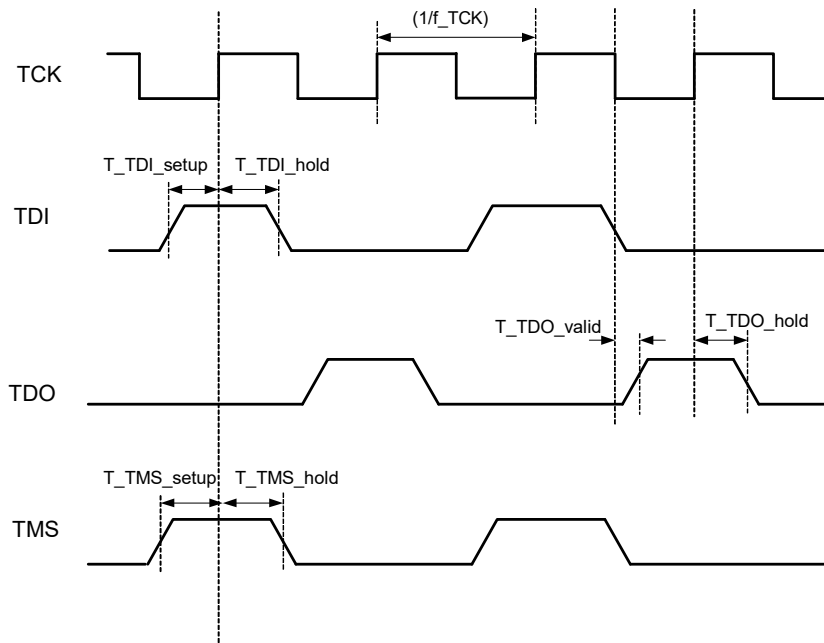 (1/f_TCK)
TCK
T_TDI_setup T_TDI_hold
TDI
T_TDO_valid T_TDO_hold
TDO
T_TMS_setup T_TMS_hold
TMS